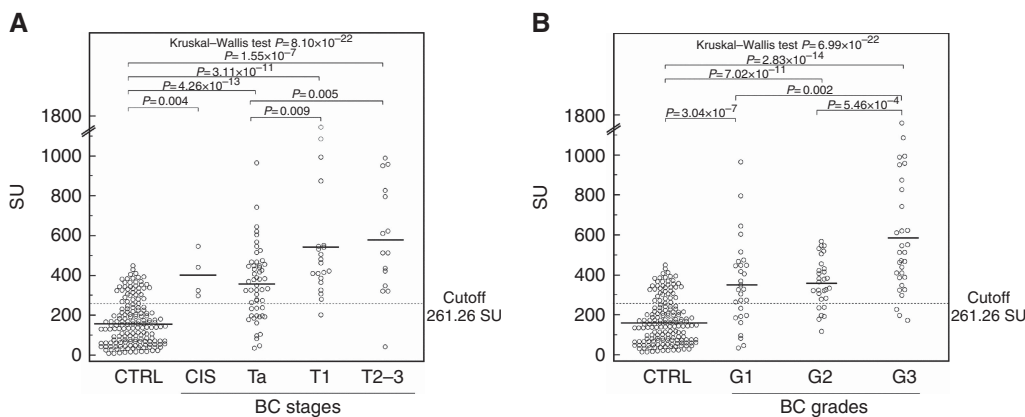 A
Kruskal–Wallis test P=8.10×10⁻²²
P=1.55×10⁻⁷
P=3.11×10⁻¹¹
P=4.26×10⁻¹³
P=0.004
P=0.005
P=0.009
1800
1000
800
600
400
200
0
SU
Cutoff
261.26 SU
CTRL CIS Ta T1 T2–3
BC stages
B
Kruskal–Wallis test P=6.99×10⁻²²
P=2.83×10⁻¹⁴
P=7.02×10⁻¹¹
P=0.002
P=3.04×10⁻⁷
P=5.46×10⁻⁴
1800
1000
800
600
400
200
0
SU
Cutoff
261.26 SU
CTRL G1 G2 G3
BC grades